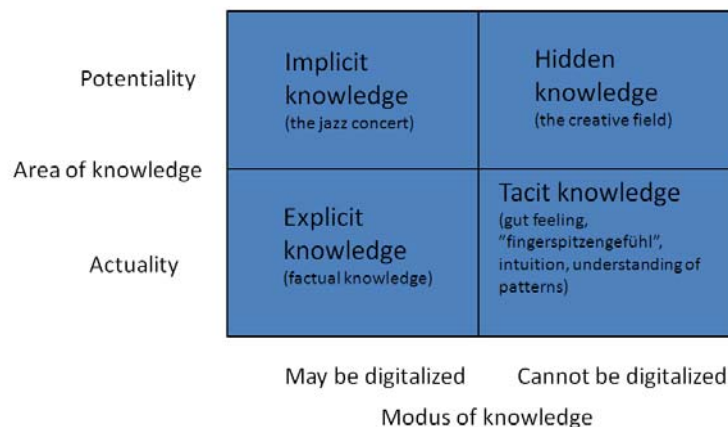 Potentiality
Implicit
knowledge
(the jazz concert)
Hidden
knowledge
(the creative field)
Area of knowledge
Actuality
Explicit
knowledge
(factual knowledge)
Tacit knowledge
(gut feeling,
"fingerspitzengefühl",
intuition, understanding of
patterns)
May be digitalized
Cannot be digitalized
Modus of knowledge